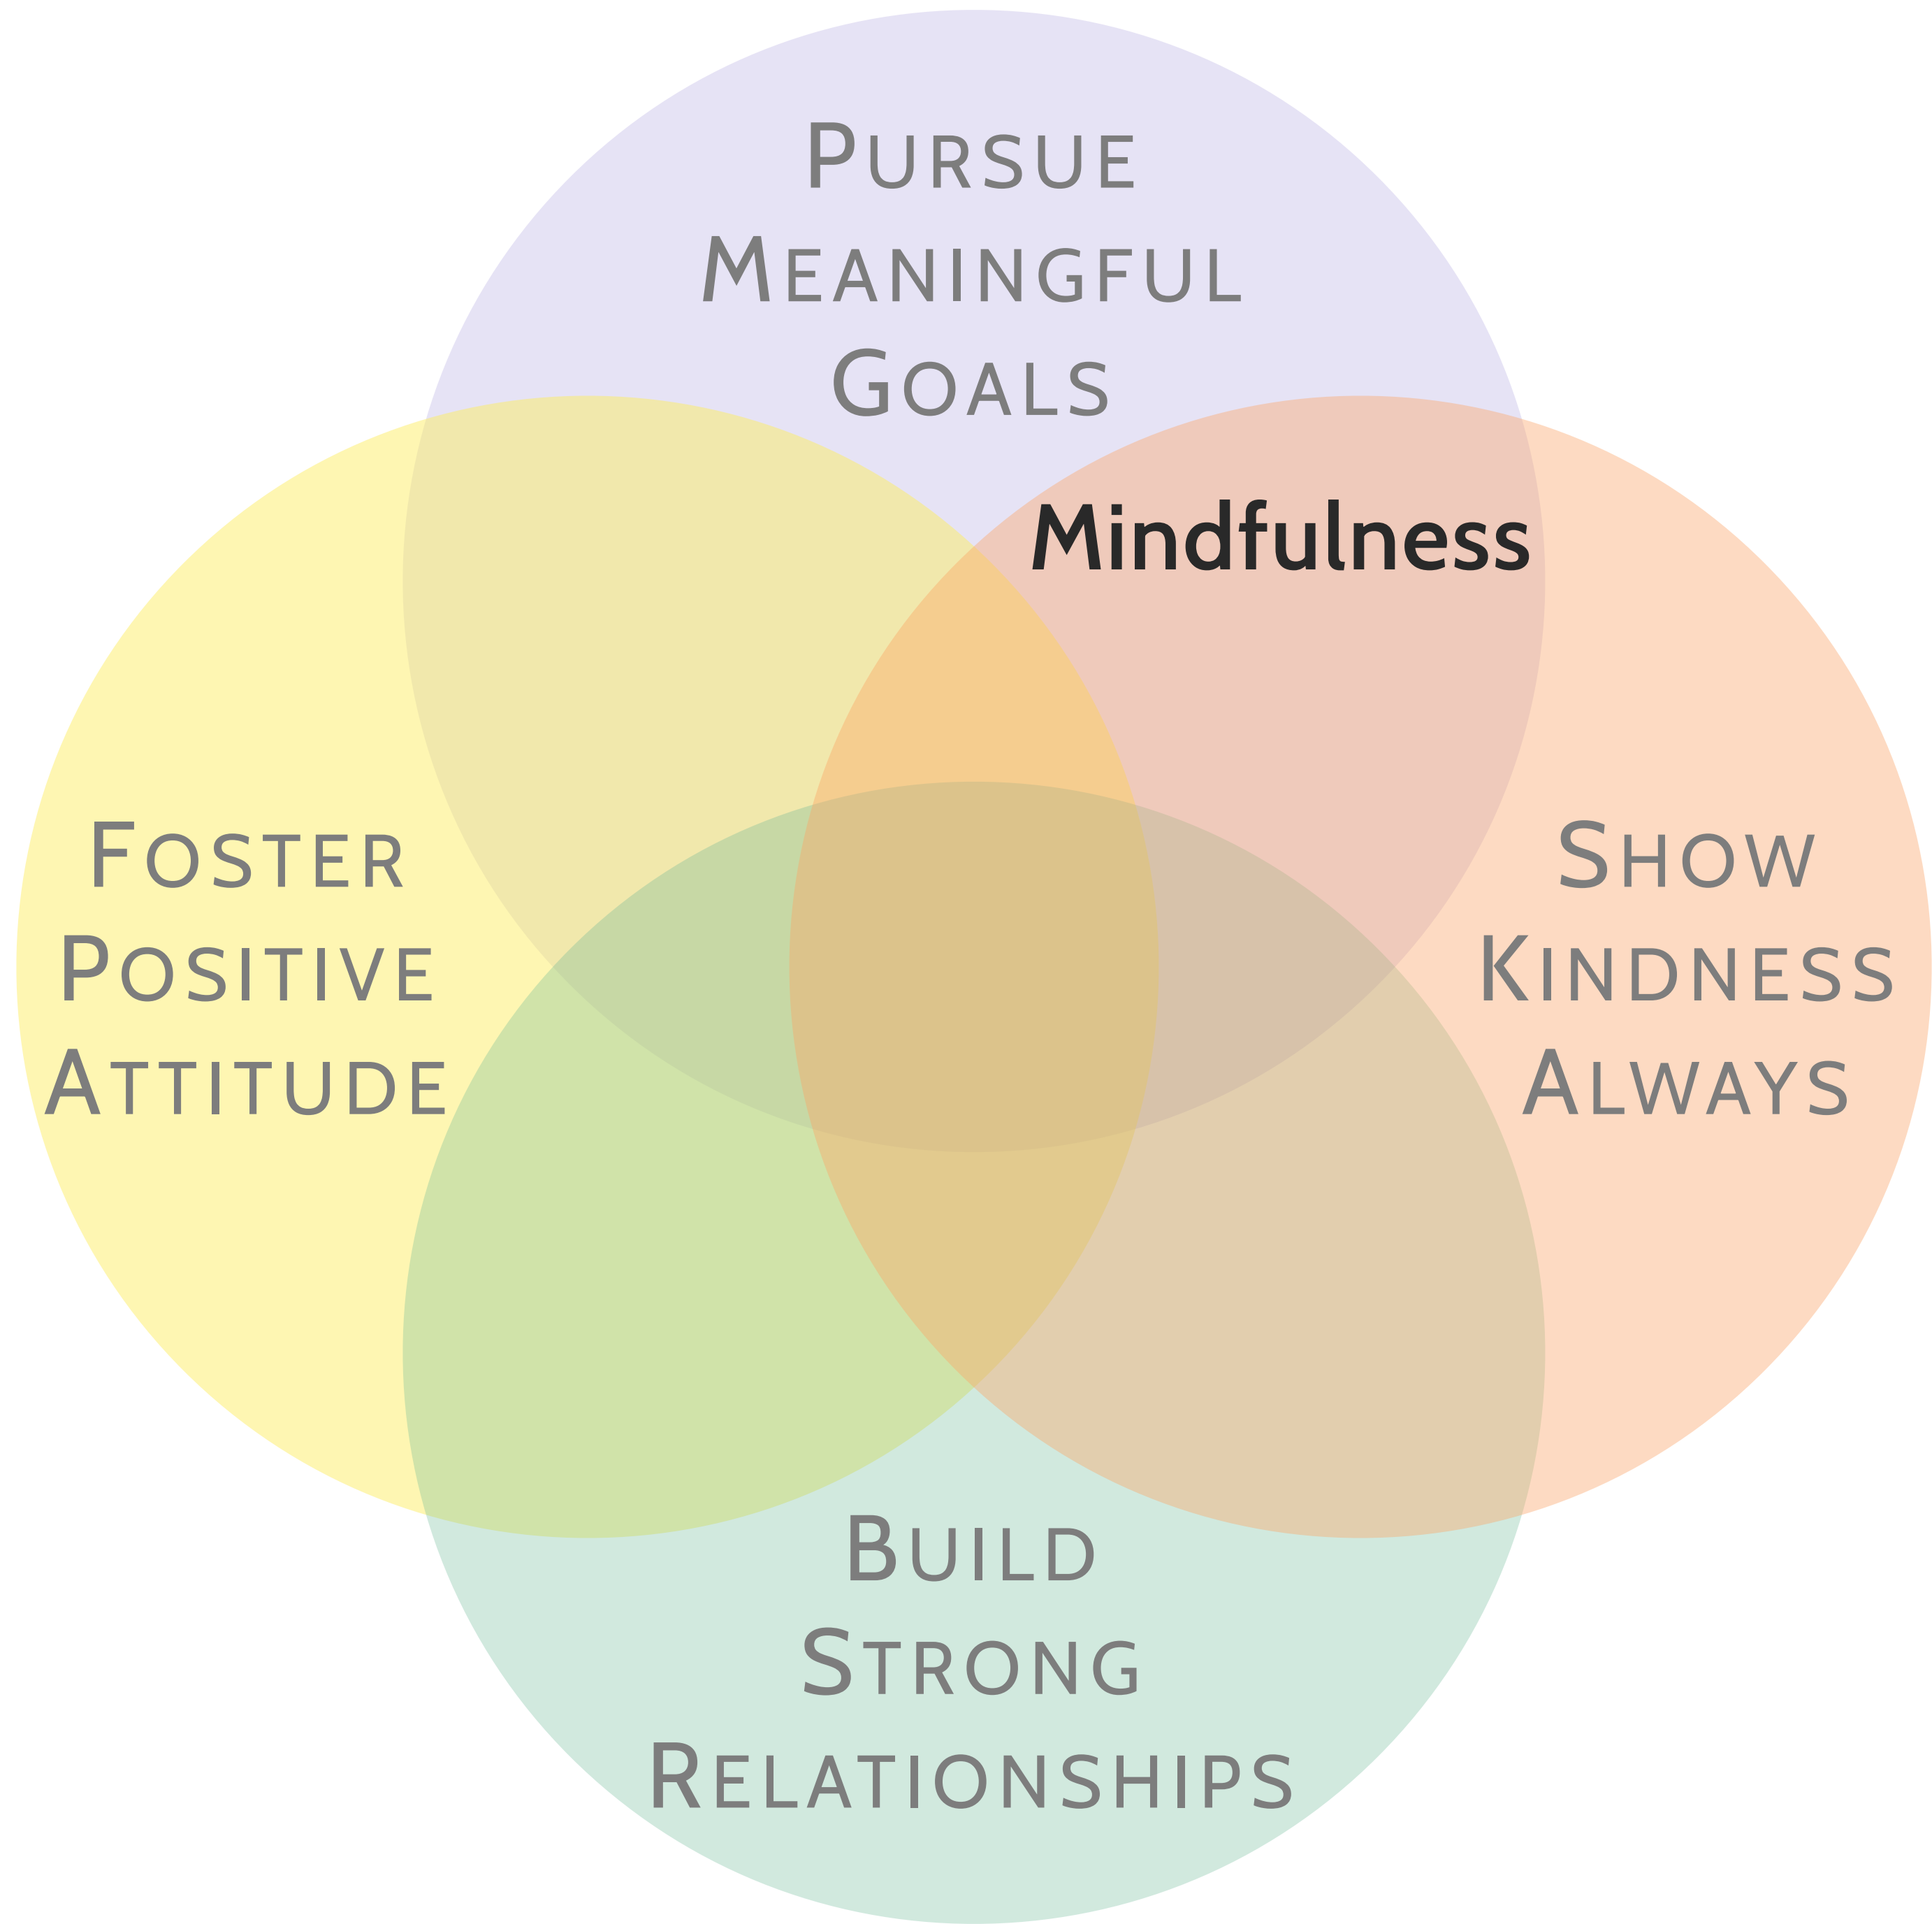 Pursue
Meaningful
Goals
Mindfulness
Foster
Positive
Attitude
Show
Kindness
Always
Build
Strong
Relationships